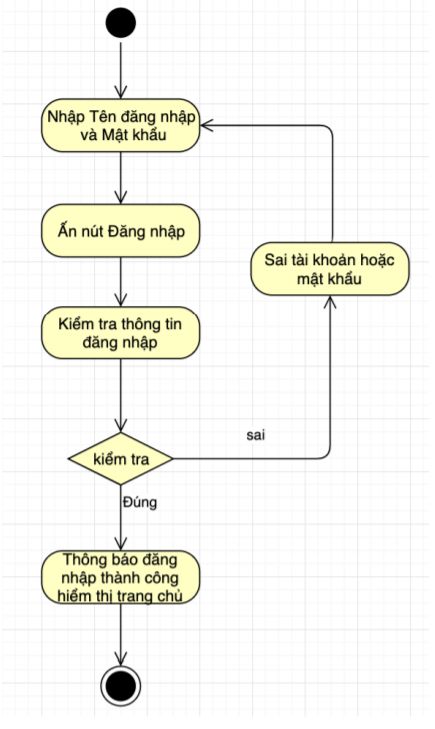 Nhập Tên đăng nhập
và Mật khẩu
Ấn nút Đăng nhập
Sai tài khoản hoặc
mật khẩu
Kiểm tra thông tin
đăng nhập
sai
kiểm tra
Đúng
Thông báo đăng
nhập thành công
hiểm thị trang chủ